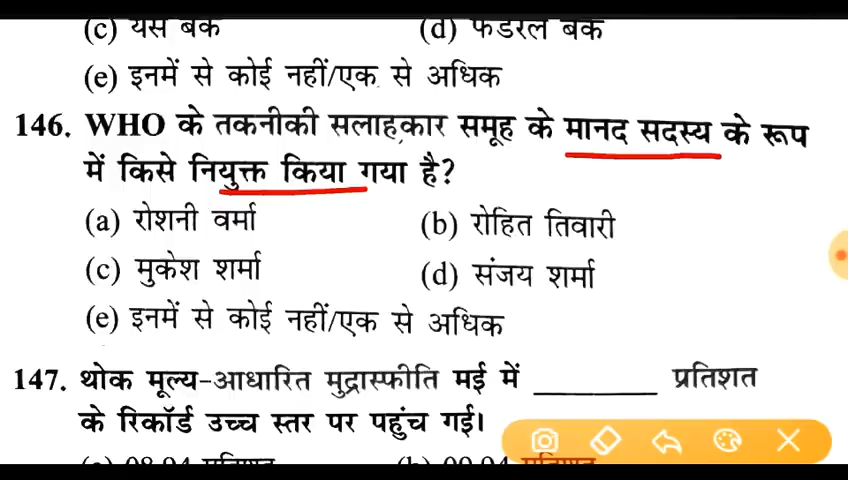 (c) यस बैंक (d) फेडरल बैंक
(e) इनमें से कोई नहीं/एक से अधिक
146. WHO के तकनीकी सलाहकार समूह के मानद सदस्य के रूप
में किसे नियुक्त किया गया है?
(a) रोशनी वर्मा (b) रोहित तिवारी
(c) मुकेश शर्मा (d) संजय शर्मा
(e) इनमें से कोई नहीं/एक से अधिक
147. थोक मूल्य-आधारित मुद्रास्फीति मई में ________ प्रतिशत
के रिकॉर्ड उच्च स्तर पर पहुंच गई।